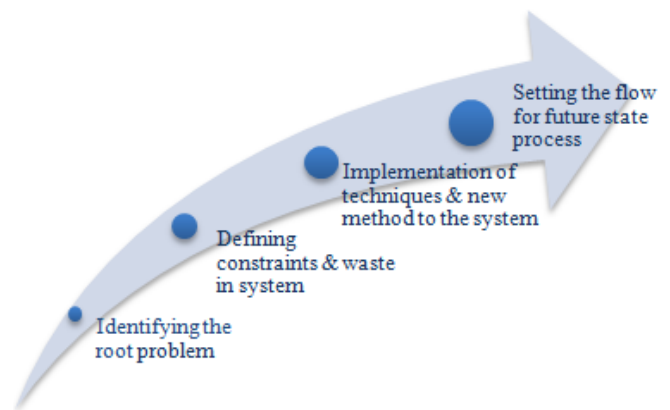 Setting the flow
for future state
process
Implementation of
techniques & new
method to the system
Defining
constraints & waste
in system
Identifying the
root problem